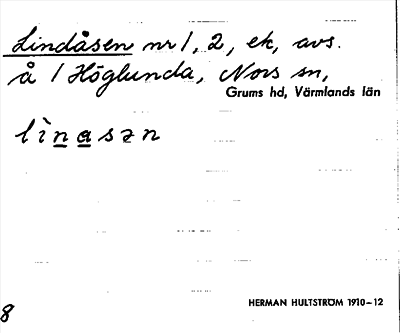 Lindåsen nr 1, 2, ek, avs.
å 1 Höglunda, Nors sn,
Grums hd, Värmlands län
lìnasən
HERMAN HULTSTRÖM 1910–12
8